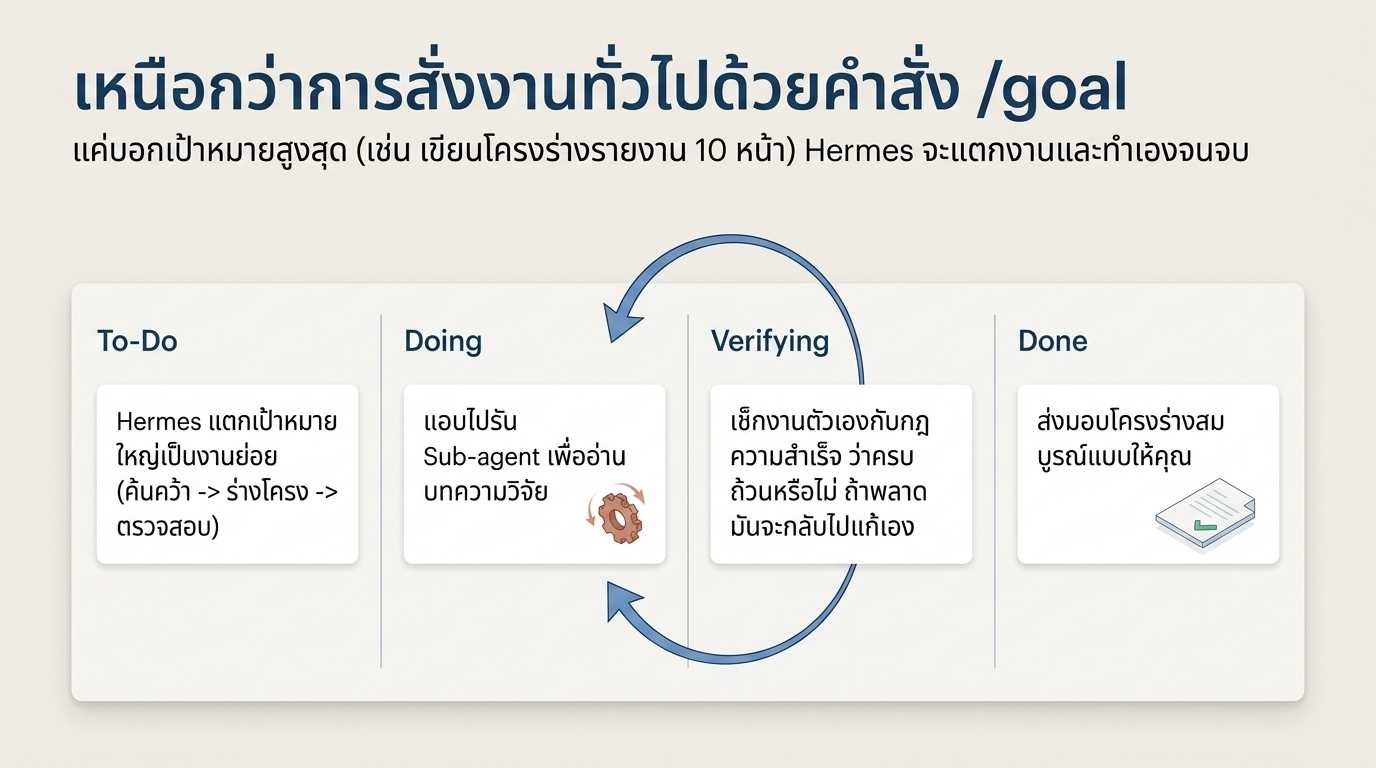 เหนือกว่าการสั่งงานทั่วไปด้วยคำสั่ง /goal
แค่บอกเป้าหมายสูงสุด (เช่น เขียนโครงร่างรายงาน 10 หน้า) Hermes จะแตกงานและทำเองจนจบ
To-Do
Hermes แตกเป้าหมาย
ใหญ่เป็นงานย่อย
(ค้นคว้า -> ร่างโครง ->
ตรวจสอบ)
Doing
แอบไปรัน
Sub-agent เพื่ออ่าน
บทความวิจัย
Verifying
เช็กงานตัวเองกับกฎ
ความสำเร็จ ว่าครบ
ถ้วนหรือไม่ ถ้าพลาด
มันจะกลับไปแก้เอง
Done
ส่งมอบโครงร่างสม
บูรณ์แบบให้คุณ